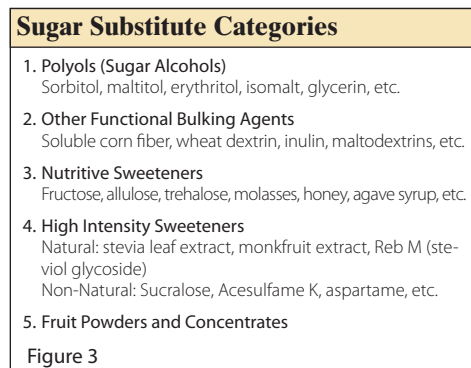 Sugar Substitute Categories
1. Polyols (Sugar Alcohols)
Sorbitol, maltitol, erythritol, isomalt, glycerin, etc.
2. Other Functional Bulking Agents
Soluble corn fiber, wheat dextrin, inulin, maltodextrins, etc.
3. Nutritive Sweeteners
Fructose, allulose, trehalose, molasses, honey, agave syrup, etc.
4. High Intensity Sweeteners
Natural: stevia leaf extract, monkfruit extract, Reb M (ste-
viol glycoside)
Non-Natural: Sucralose, Acesulfame K, aspartame, etc.
5. Fruit Powders and Concentrates
Figure 3